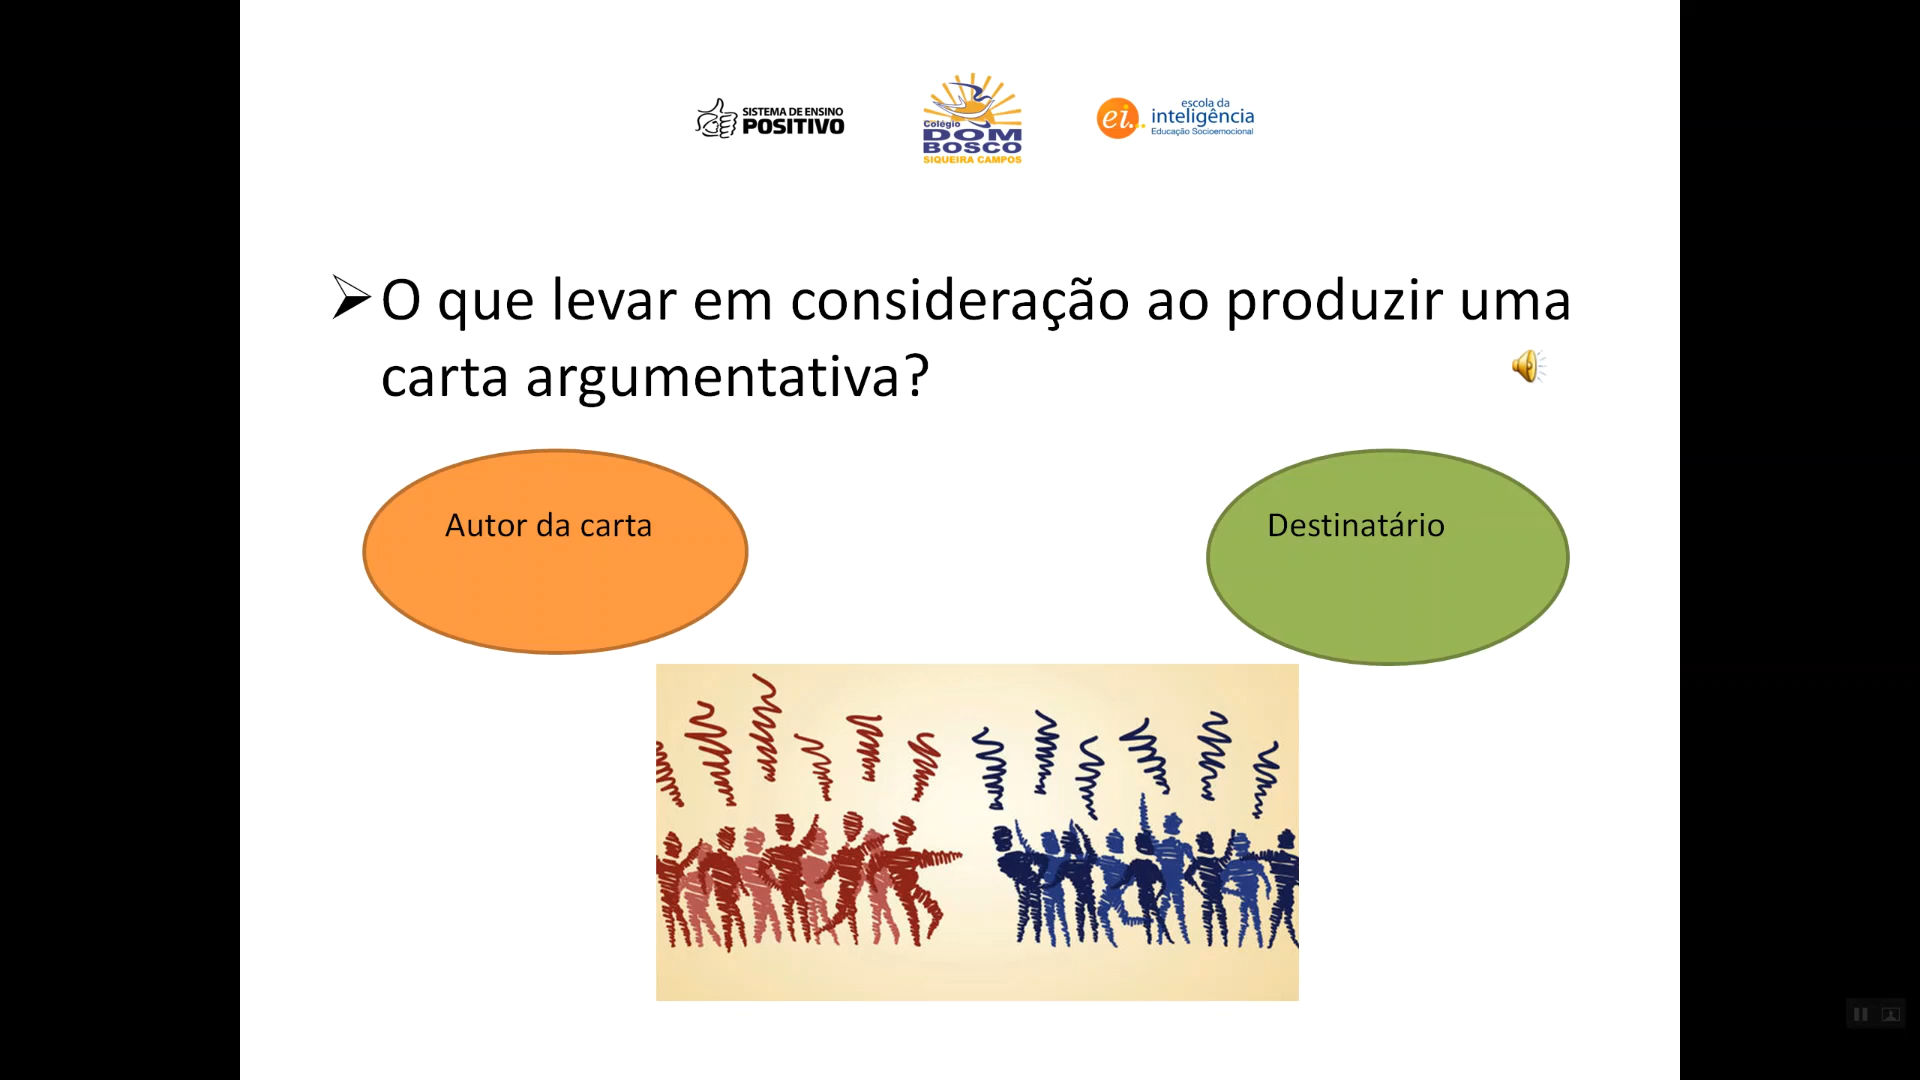 SISTEMA DE ENSINO
POSITIVO
Colégio
DOM
BOSCO
SIQUEIRA CAMPOS
ei...
escola da
inteligência
Educação Socioemocional
O que levar em consideração ao produzir uma
carta argumentativa?
Autor da carta
Destinatário